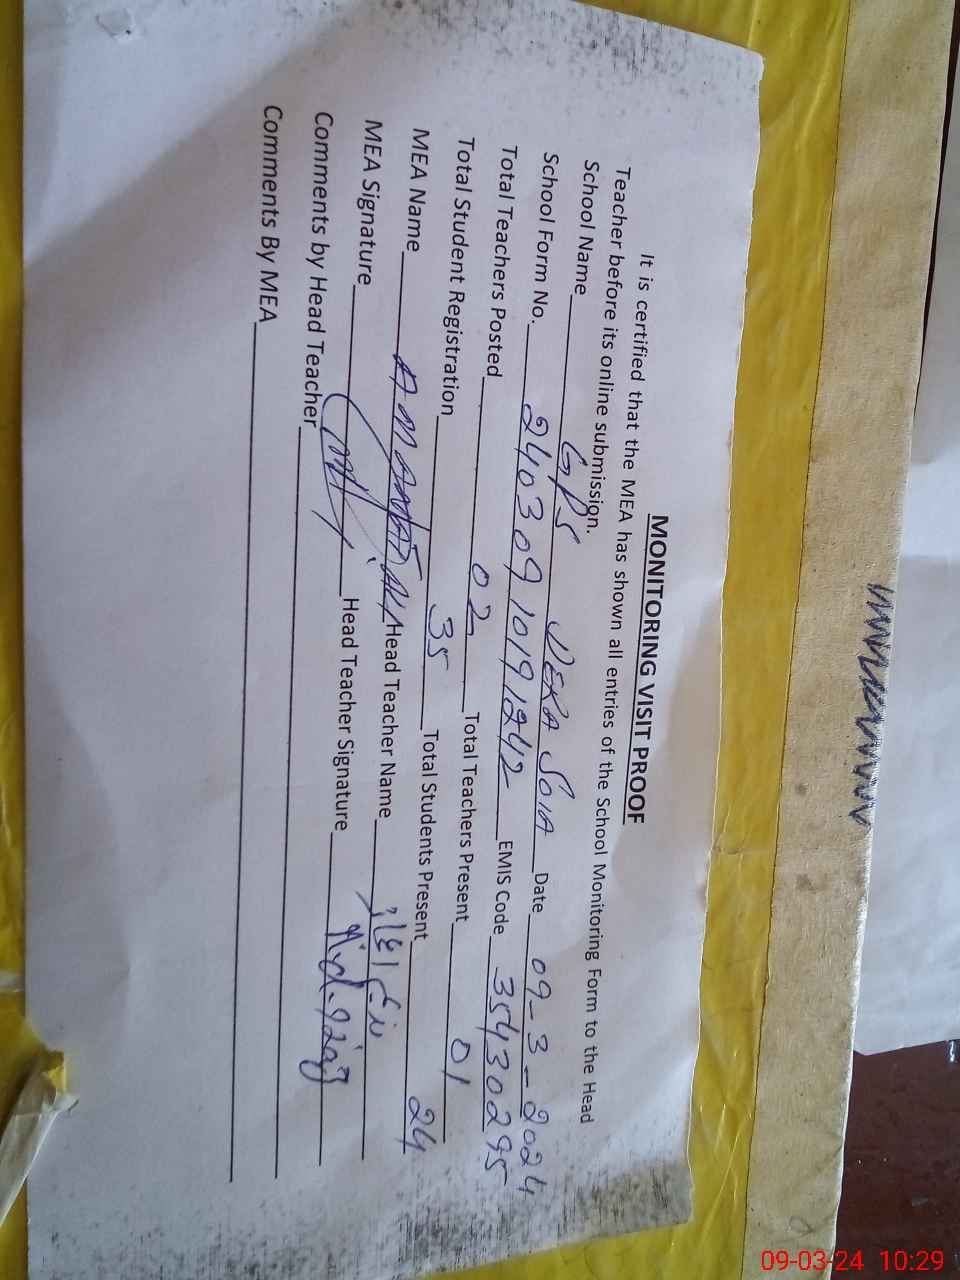 MONITORING VISIT PROOF
It is certified that the MEA has shown all entries of the School Monitoring Form to the Head
Teacher before its online submission.
School Name GPS DERA SOIA Date 09-3-2024
School Form No. 24030910191242 EMIS Code 35430295
Total Teachers Posted 02 Total Teachers Present 01
Total Student Registration 35 Total Students Present 24
MEA Name Head Teacher Name
MEA Signature Head Teacher Signature
Comments by Head Teacher
Comments By MEA
09-03-24 10:29